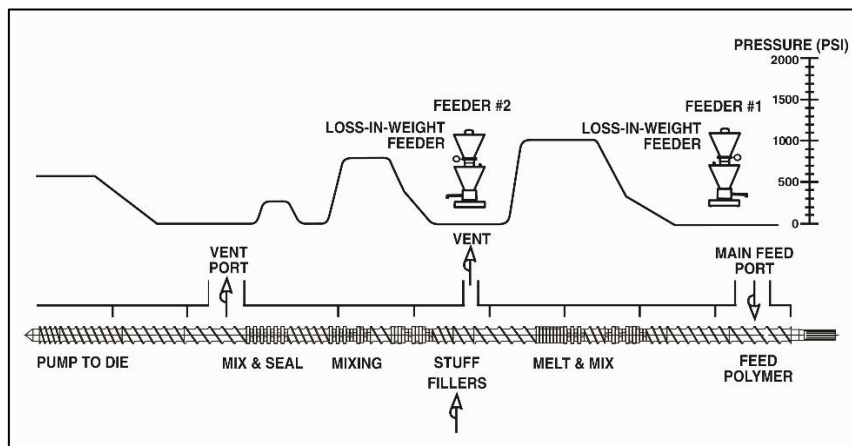 PRESSURE (PSI)
2000
1500
1000
500
0
FEEDER #2
LOSS-IN-WEIGHT
FEEDER
FEEDER #1
LOSS-IN-WEIGHT
FEEDER
VENT
PORT
VENT
MAIN FEED
PORT
PUMP TO DIE
MIX & SEAL
MIXING
STUFF
FILLERS
MELT & MIX
FEED
POLYMER